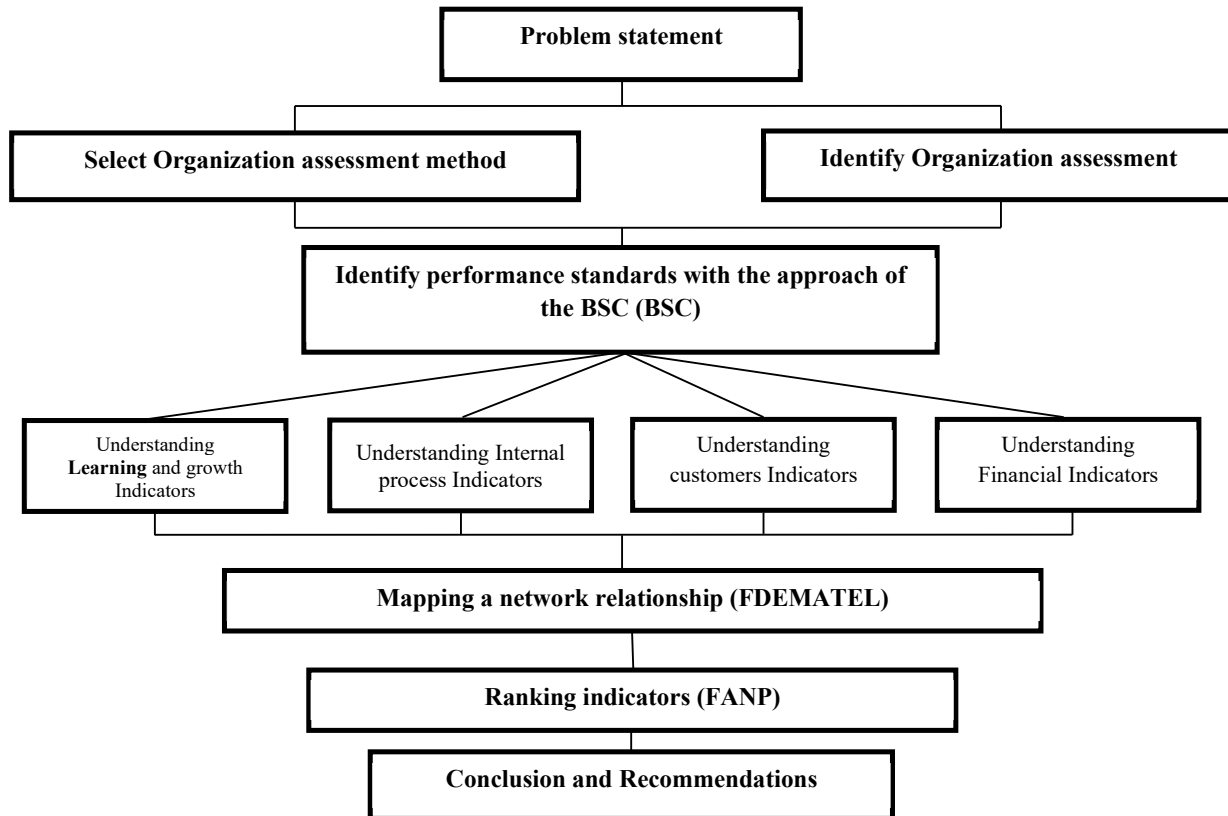 Problem statement
Select Organization assessment method
Identify Organization assessment
Identify performance standards with the approach of
the BSC (BSC)
Understanding
Learning and growth
Indicators
Understanding Internal
process Indicators
Understanding
customers Indicators
Understanding
Financial Indicators
Mapping a network relationship (FDEMATEL)
Ranking indicators (FANP)
Conclusion and Recommendations